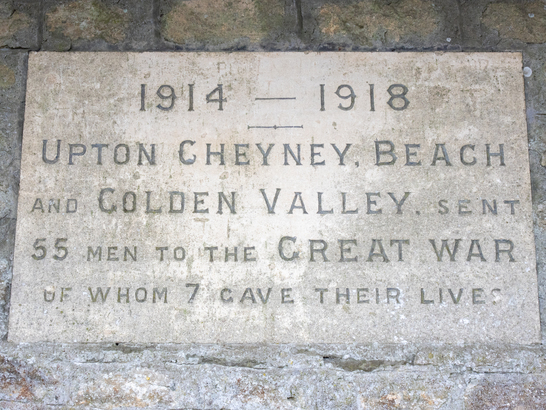 1914 — 1918
UPTON CHEYNEY, BEACH
AND GOLDEN VALLEY, SENT
55 MEN TO THE GREAT WAR
OF WHOM 7 GAVE THEIR LIVES